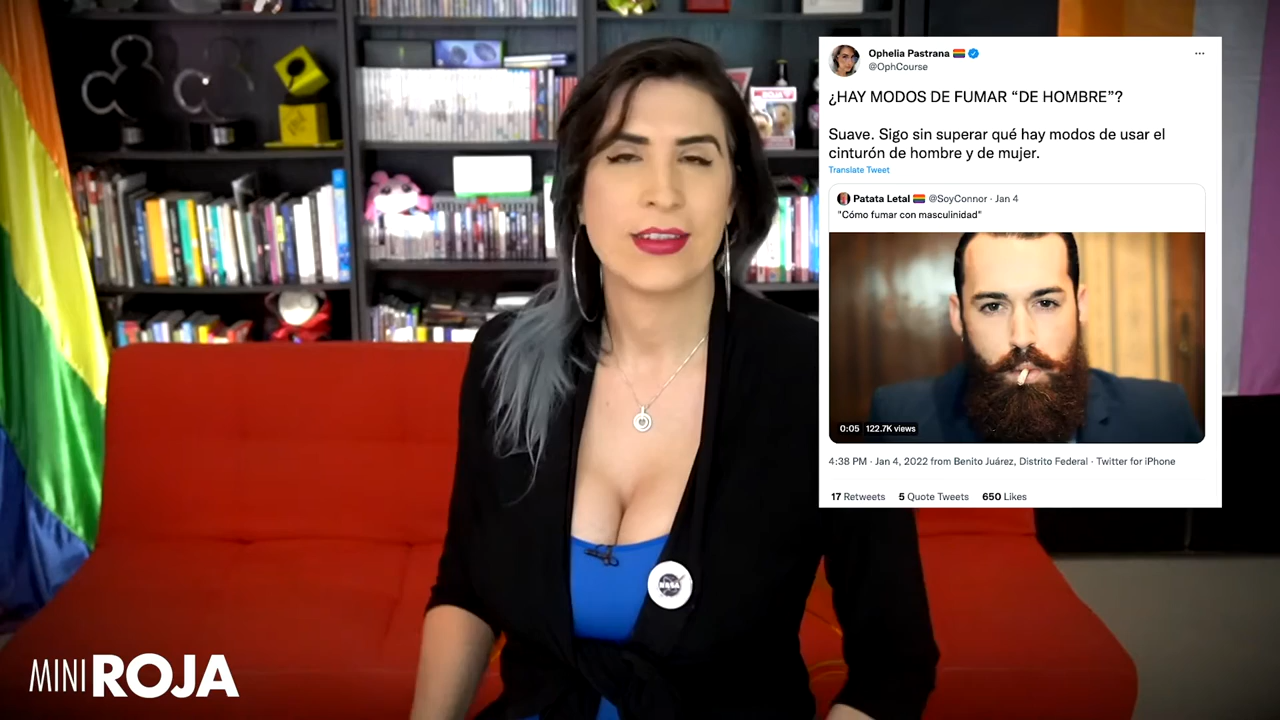 Ophelia Pastrana
@OphCourse
¿HAY MODOS DE FUMAR “DE HOMBRE”?
Suave. Sigo sin superar qué hay modos de usar el
cinturón de hombre y de mujer.
Translate Tweet
Patata Letal @SoyConnor · Jan 4
"Cómo fumar con masculinidad"
0:05 122.7K views
4:38 PM · Jan 4, 2022 from Benito Juárez, Distrito Federal · Twitter for iPhone
17 Retweets 5 Quote Tweets 650 Likes
ROJA
NASA
MINI ROJA